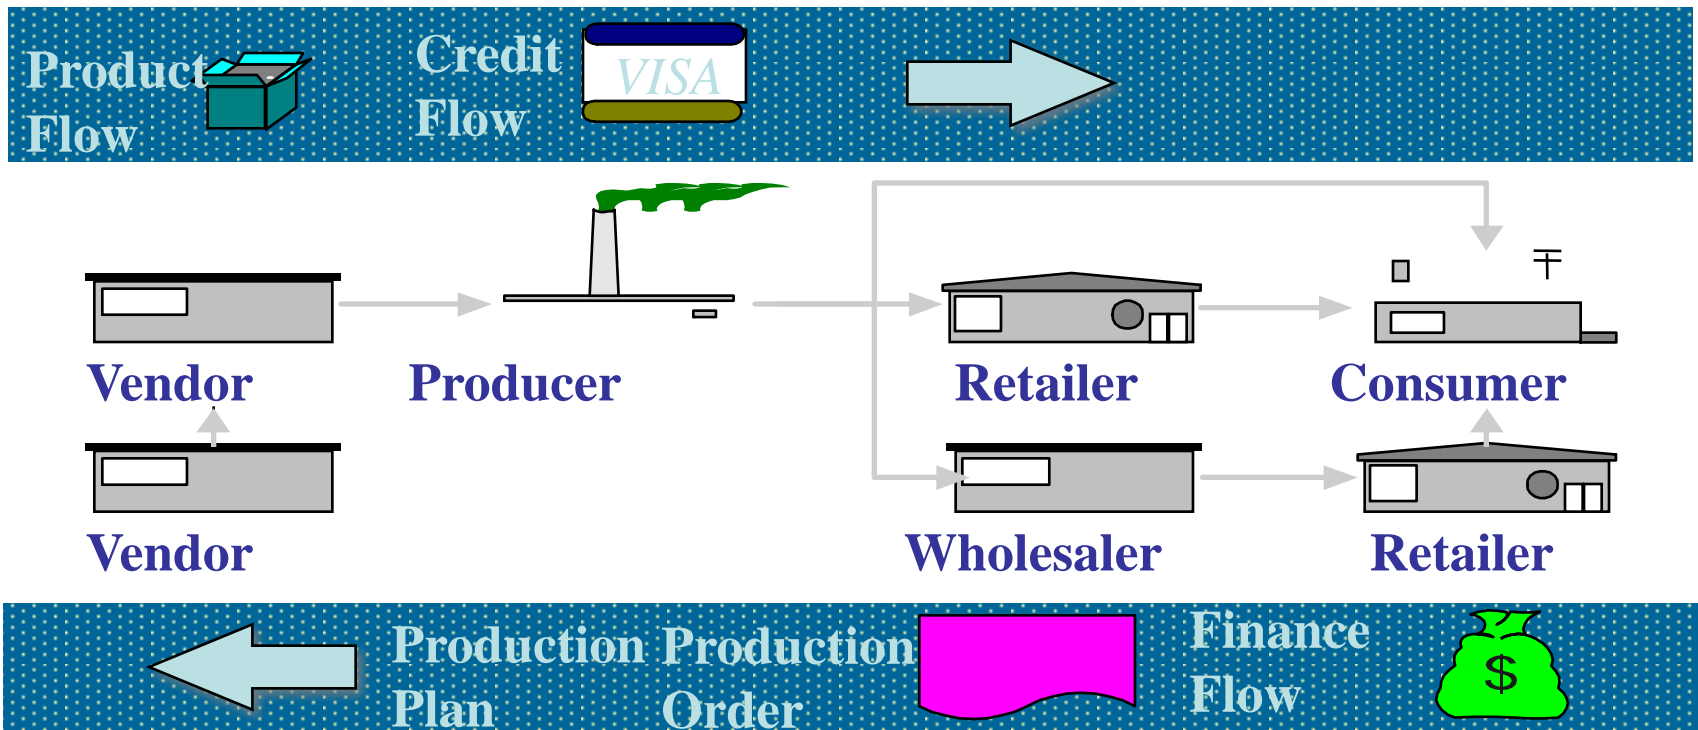 Product
Flow
Credit
Flow
VISA
Vendor
Producer
Retailer
Consumer
Vendor
Wholesaler
Retailer
Production
Plan
Production
Order
Finance
Flow
$